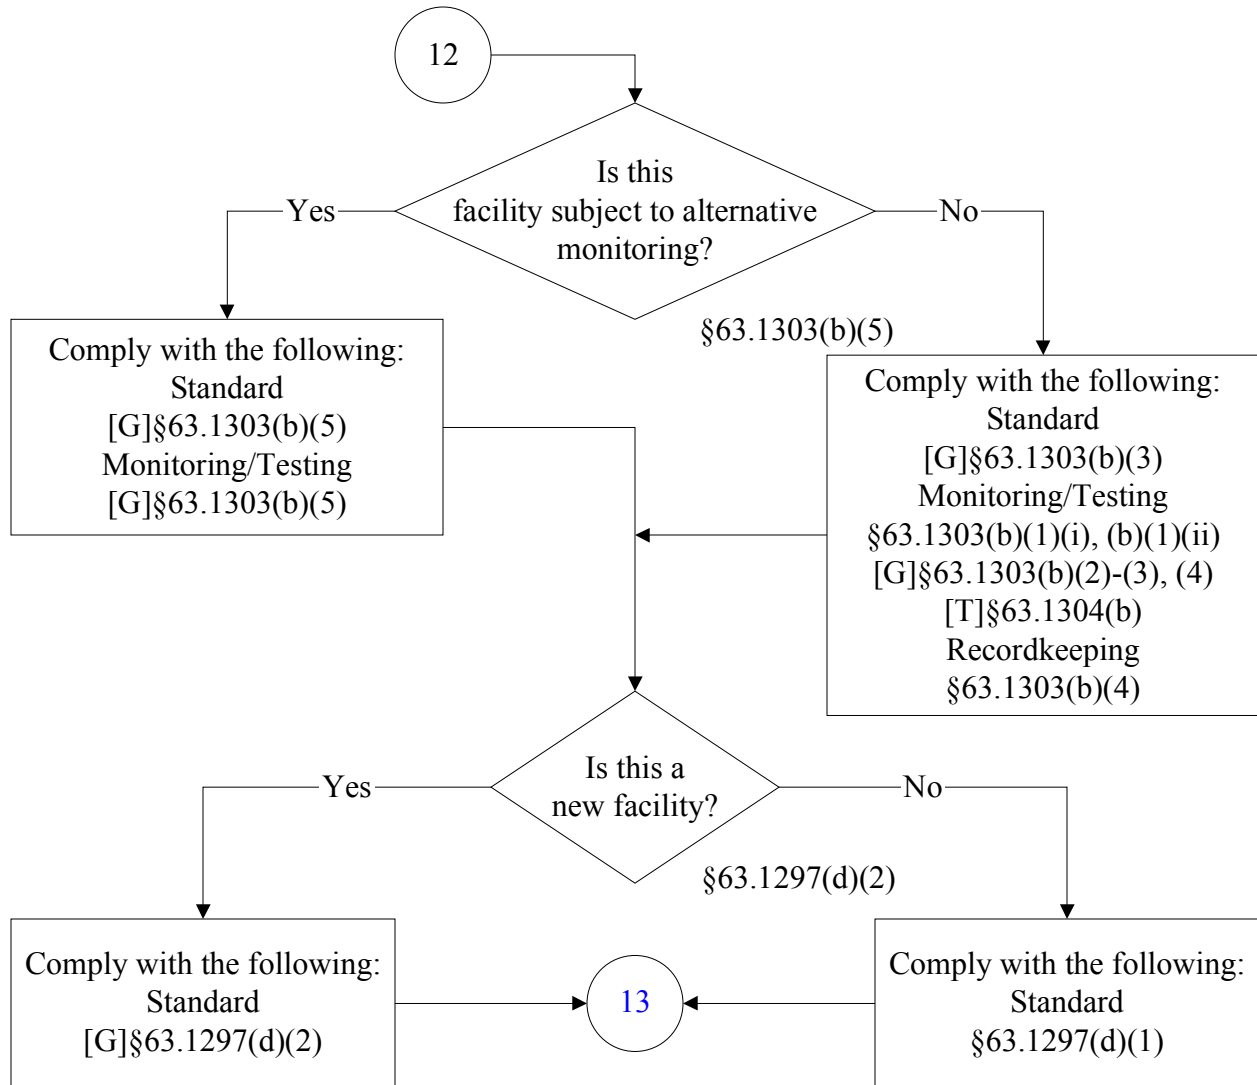 12
Is this
facility subject to alternative
monitoring?
Yes
No
§63.1303(b)(5)
Comply with the following:
Standard
[G]§63.1303(b)(5)
Monitoring/Testing
[G]§63.1303(b)(5)
Comply with the following:
Standard
[G]§63.1303(b)(3)
Monitoring/Testing
§63.1303(b)(1)(i), (b)(1)(ii)
[G]§63.1303(b)(2)-(3), (4)
[T]§63.1304(b)
Recordkeeping
§63.1303(b)(4)
Is this a
new facility?
Yes
No
§63.1297(d)(2)
Comply with the following:
Standard
[G]§63.1297(d)(2)
13
Comply with the following:
Standard
§63.1297(d)(1)